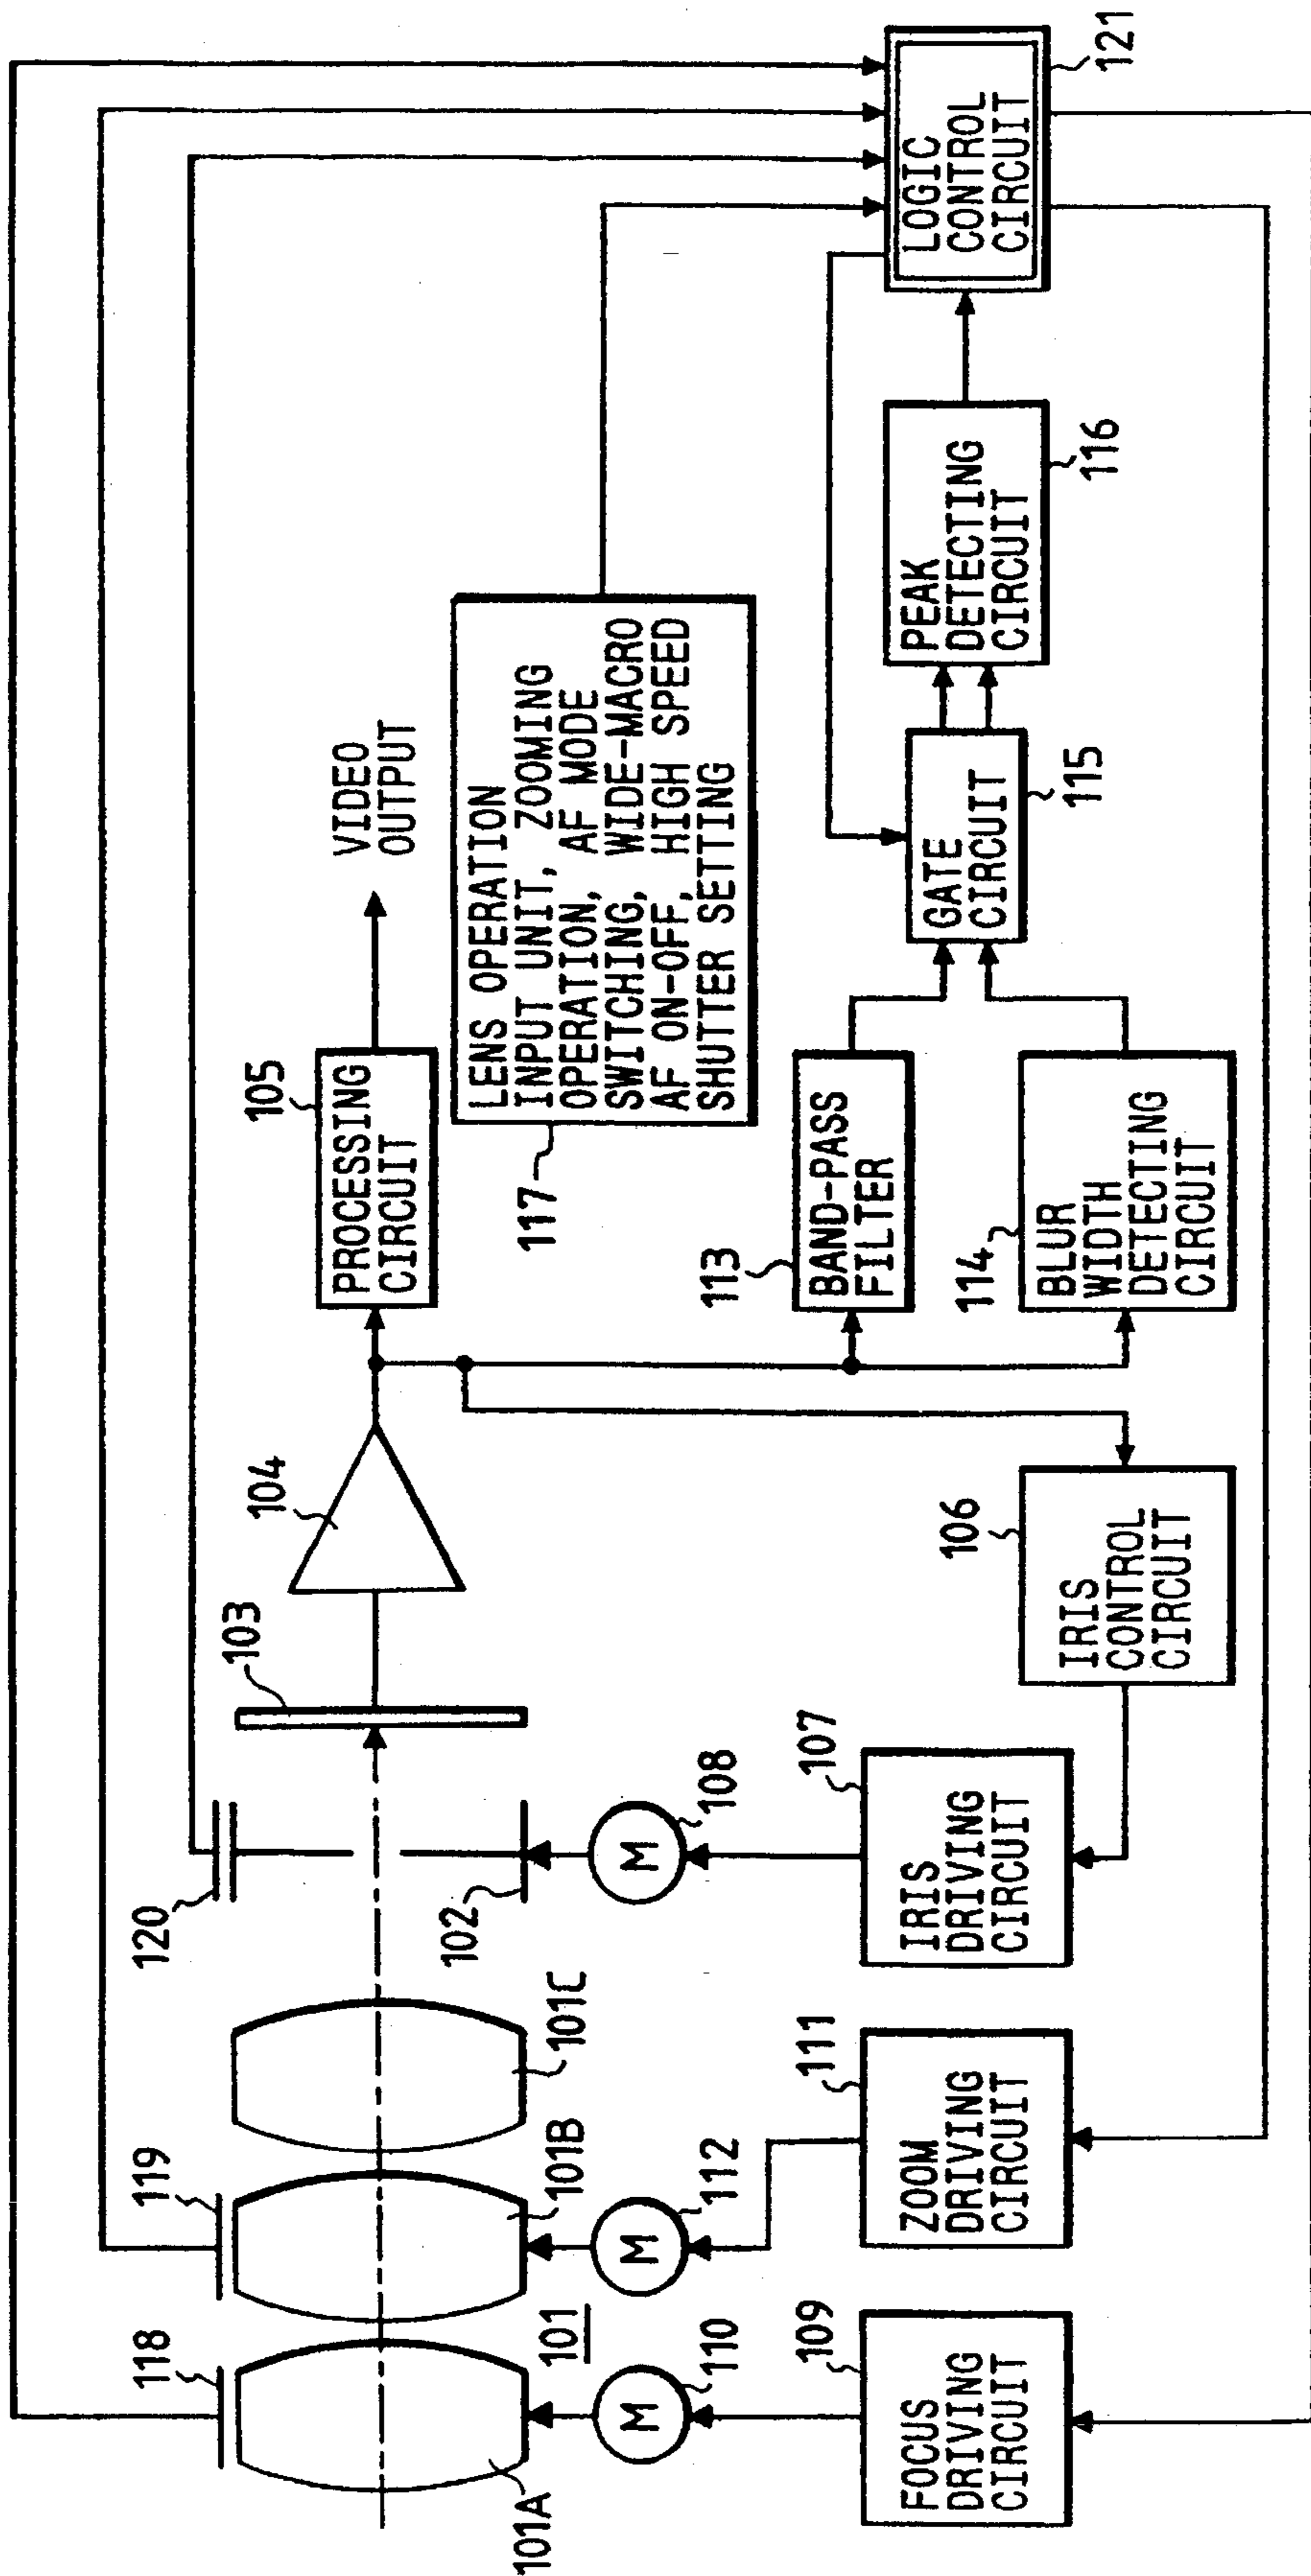 118
119
120
103
104
105
PROCESSING
CIRCUIT
VIDEO
OUTPUT
101A
101
101B
101C
102
117
LENS OPERATION
INPUT UNIT, ZOOMING
OPERATION, AF MODE
SWITCHING, WIDE-MACRO
AF ON-OFF, HIGH SPEED
SHUTTER SETTING
110
M
112
M
108
M
109
FOCUS
DRIVING
CIRCUIT
111
ZOOM
DRIVING
CIRCUIT
107
IRIS
DRIVING
CIRCUIT
106
IRIS
CONTROL
CIRCUIT
113
BAND-PASS
FILTER
114
BLUR
WIDTH
DETECTING
CIRCUIT
GATE
CIRCUIT
115
PEAK
DETECTING
CIRCUIT
116
LOGIC
CONTROL
CIRCUIT
121